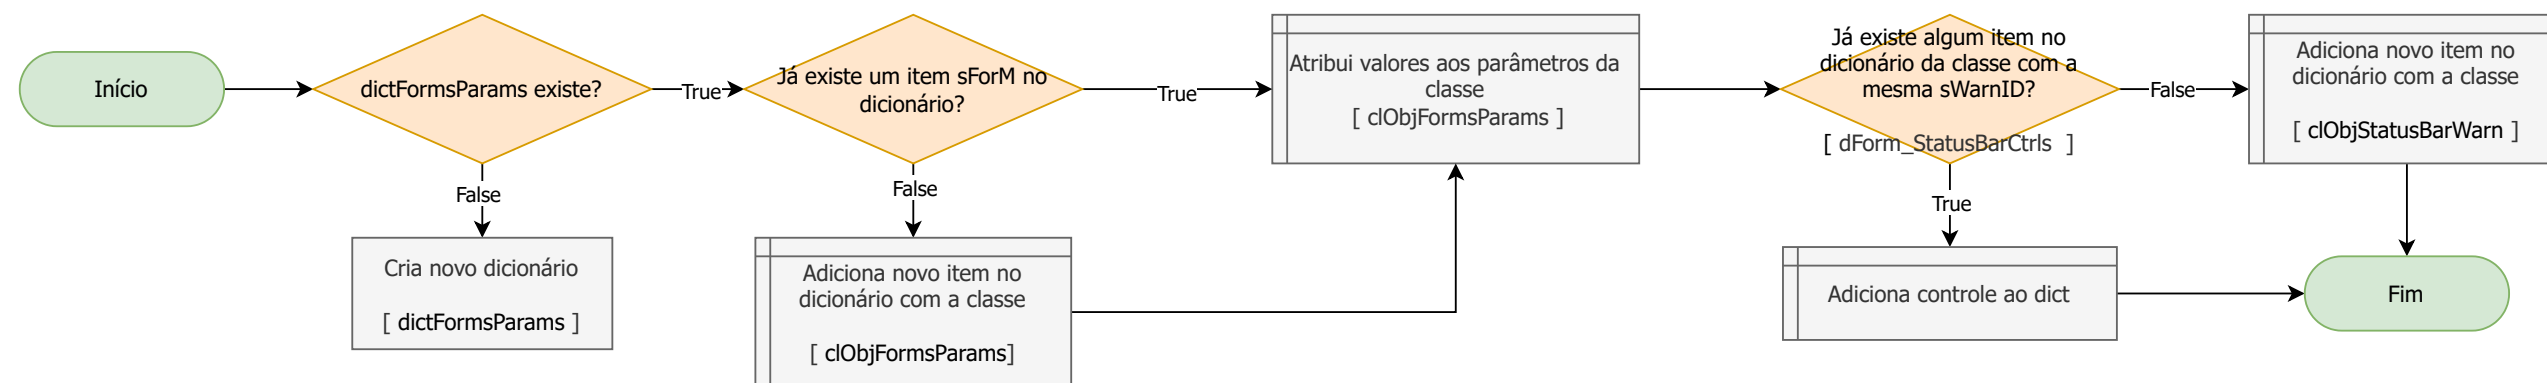 Início
dictFormsParams existe?
True
False
Cria novo dicionário
[ dictFormsParams ]
Já existe um item sForM no
dicionário?
True
False
Adiciona novo item no
dicionário com a classe
[ clObjFormsParams]
Atribui valores aos parâmetros da
classe
[ clObjFormsParams ]
Já existe algum item no
dicionário da classe com a
mesma sWarnID?
[ dForm_StatusBarCtrls ]
False
True
Adiciona controle ao dict
Adiciona novo item no
dicionário com a classe
[ clObjStatusBarWarn ]
Fim